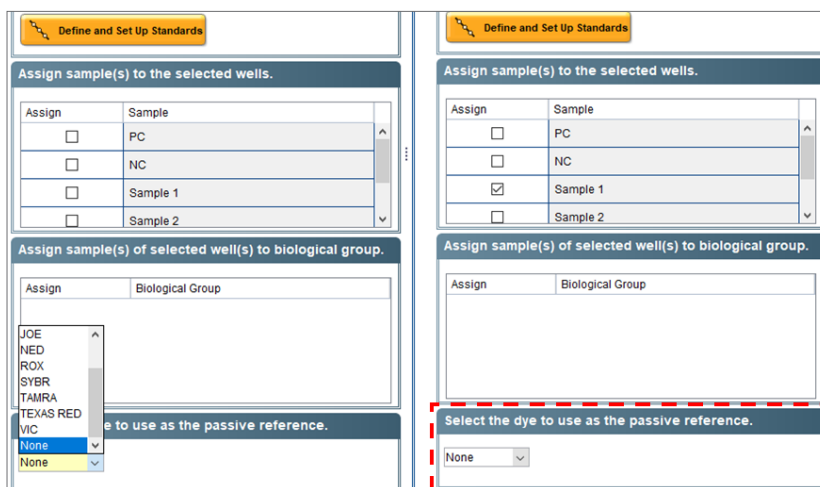 Define and Set Up Standards
Assign sample(s) to the selected wells.
Assign Sample
PC
NC
Sample 1
Sample 2
Assign sample(s) of selected well(s) to biological group.
Assign Biological Group
JOE
NED
ROX
SYBR
TAMRA
TEXAS RED
VIC
None
e to use as the passive reference.
None
Define and Set Up Standards
Assign sample(s) to the selected wells.
Assign Sample
PC
NC
Sample 1
Sample 2
Assign sample(s) of selected well(s) to biological group.
Assign Biological Group
Select the dye to use as the passive reference.
None